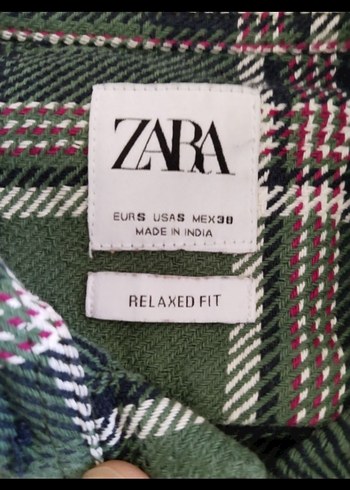 ZARA
EUR S USA S MEX 38
MADE IN INDIA
RELAXED FIT